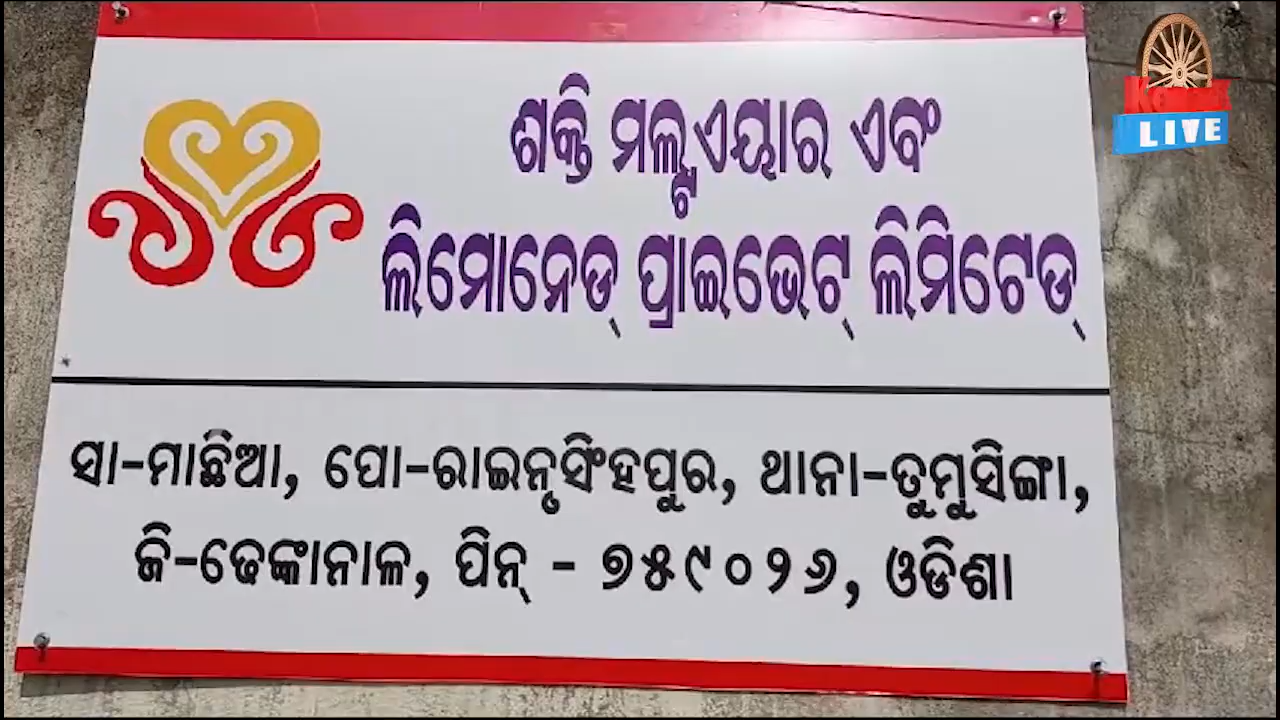 ଶକ୍ତି ମଲ୍ଟିଏୟାର ଏବଂ
ଲିମୋନେଡ୍ ପ୍ରାଇଭେଟ୍ ଲିମିଟେଡ୍
ସା-ମାଛିଆ, ପୋ-ରାଇନୃସିଂହପୁର, ଥାନା-ତୁମୁସିଙ୍ଗା,
ଜି-ଢେଙ୍କାନାଳ, ପିନ୍ - ୭୫୯୦୨୬, ଓଡିଶା
LIVE